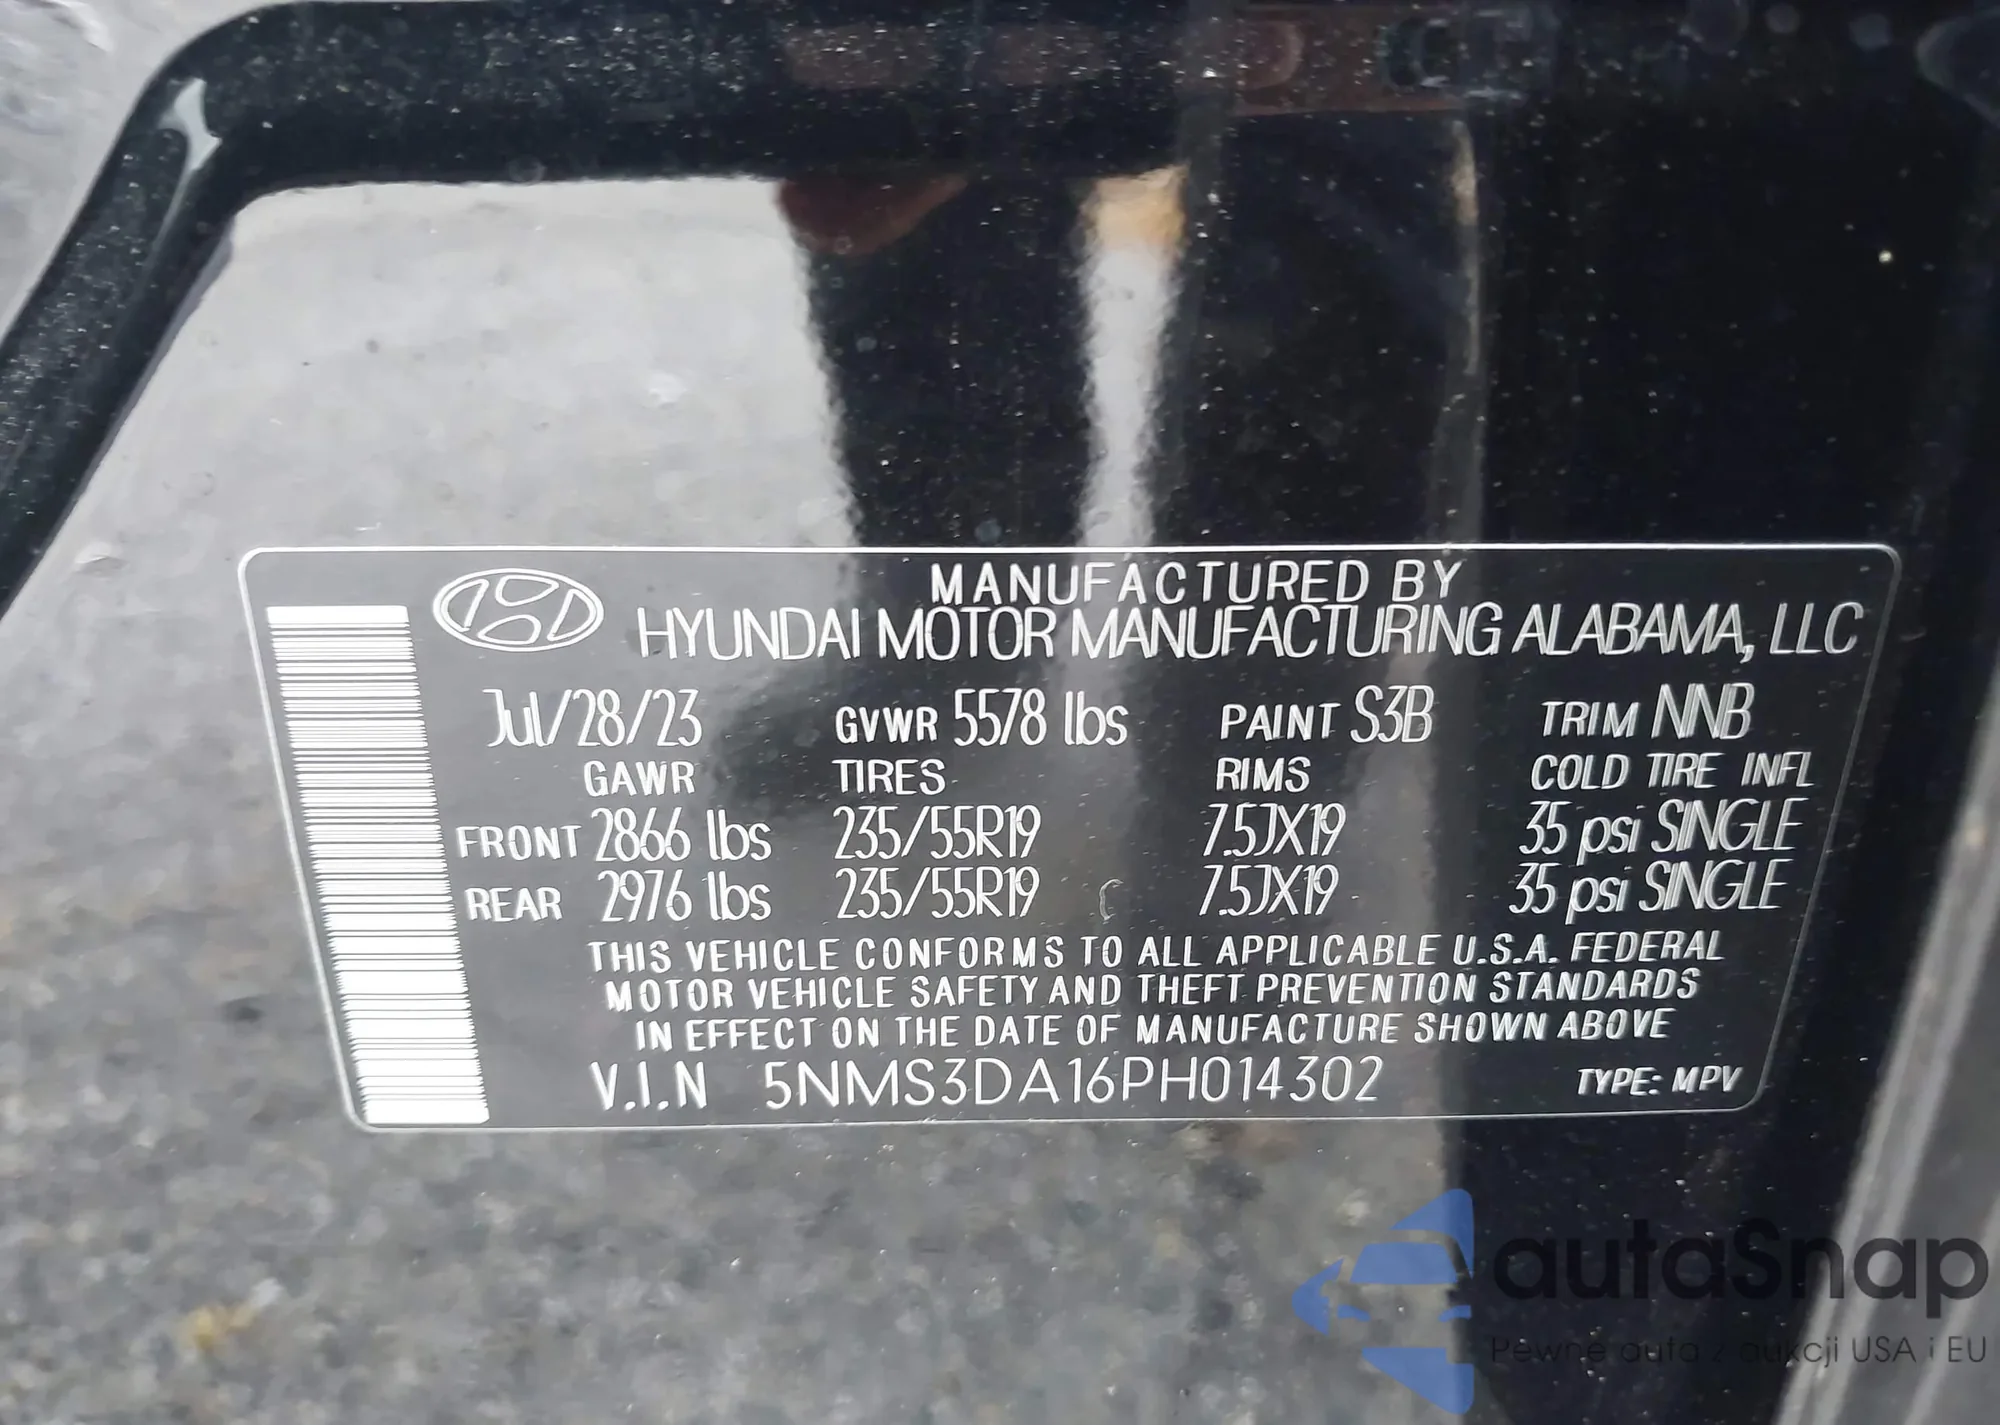 MANUFACTURED BY
HYUNDAI MOTOR MANUFACTURING ALABAMA, LLC
Jul/28/23 GVWR 5578 lbs PAINT S3B TRIM NNB
GAWR TIRES RIMS COLD TIRE INFL
FRONT 2866 lbs 235/55R19 7.5JX19 35 psi SINGLE
REAR 2976 lbs 235/55R19 7.5JX19 35 psi SINGLE
THIS VEHICLE CONFORMS TO ALL APPLICABLE U.S.A. FEDERAL
MOTOR VEHICLE SAFETY AND THEFT PREVENTION STANDARDS
IN EFFECT ON THE DATE OF MANUFACTURE SHOWN ABOVE
V.I.N 5NMS3DA16PH014302 TYPE: MPV
autaSnap
Pewne auta z aukcji USA i EU